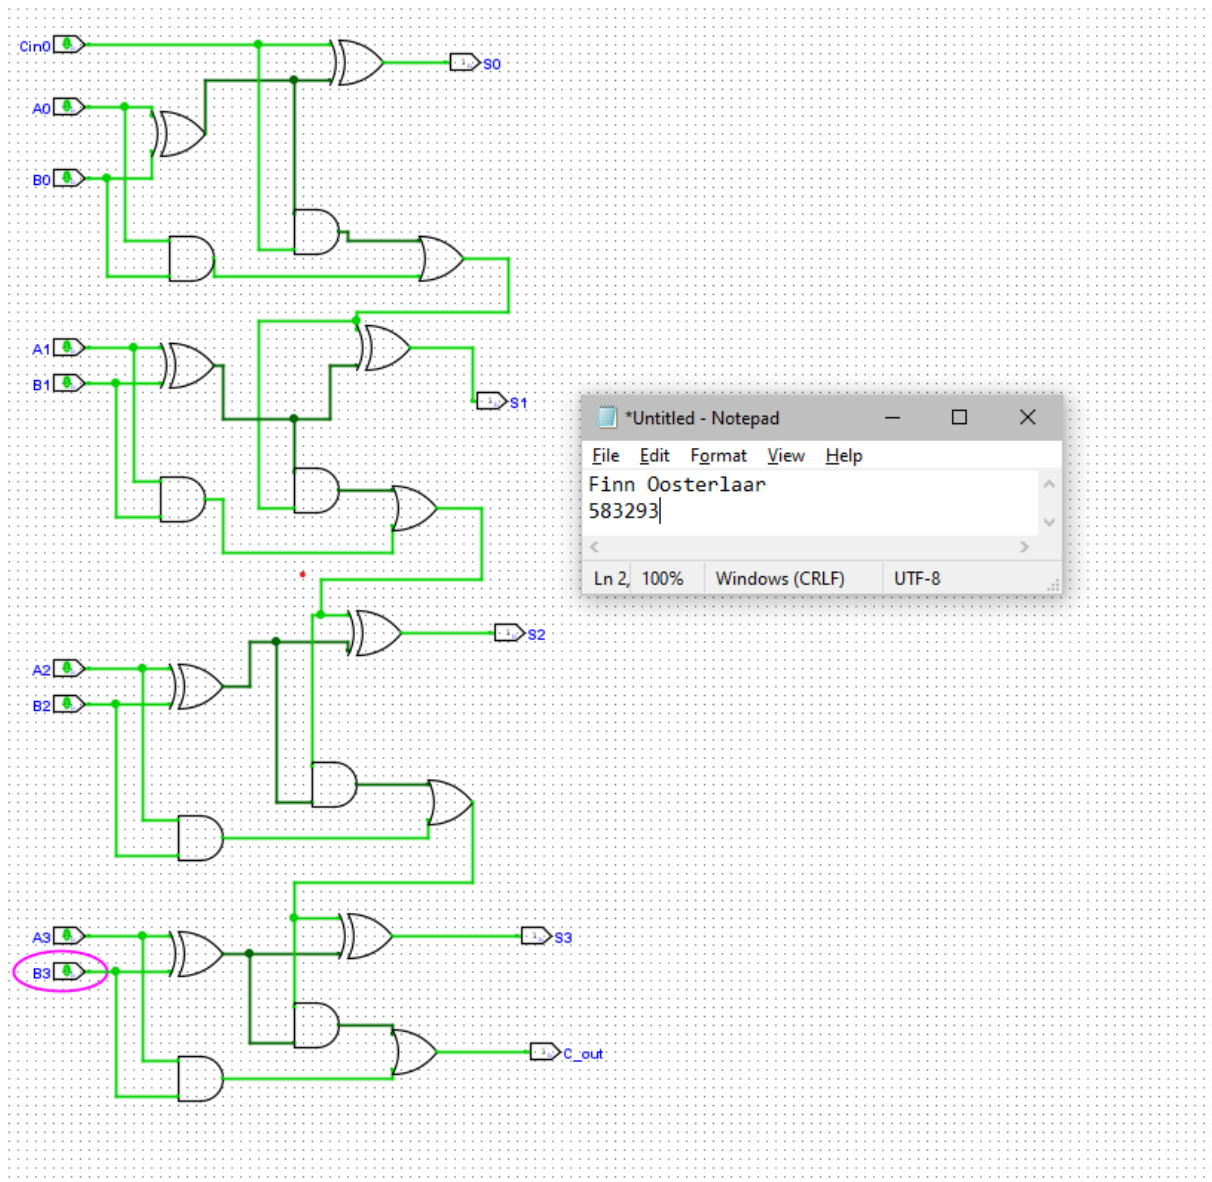 Cin0
S0
A0
B0
A1
B1
S1
*Untitled - Notepad
File Edit Format View Help
Finn Oosterlaar
583293
Ln 2, 100% Windows (CRLF) UTF-8
S2
A2
B2
A3
S3
B3
C_out